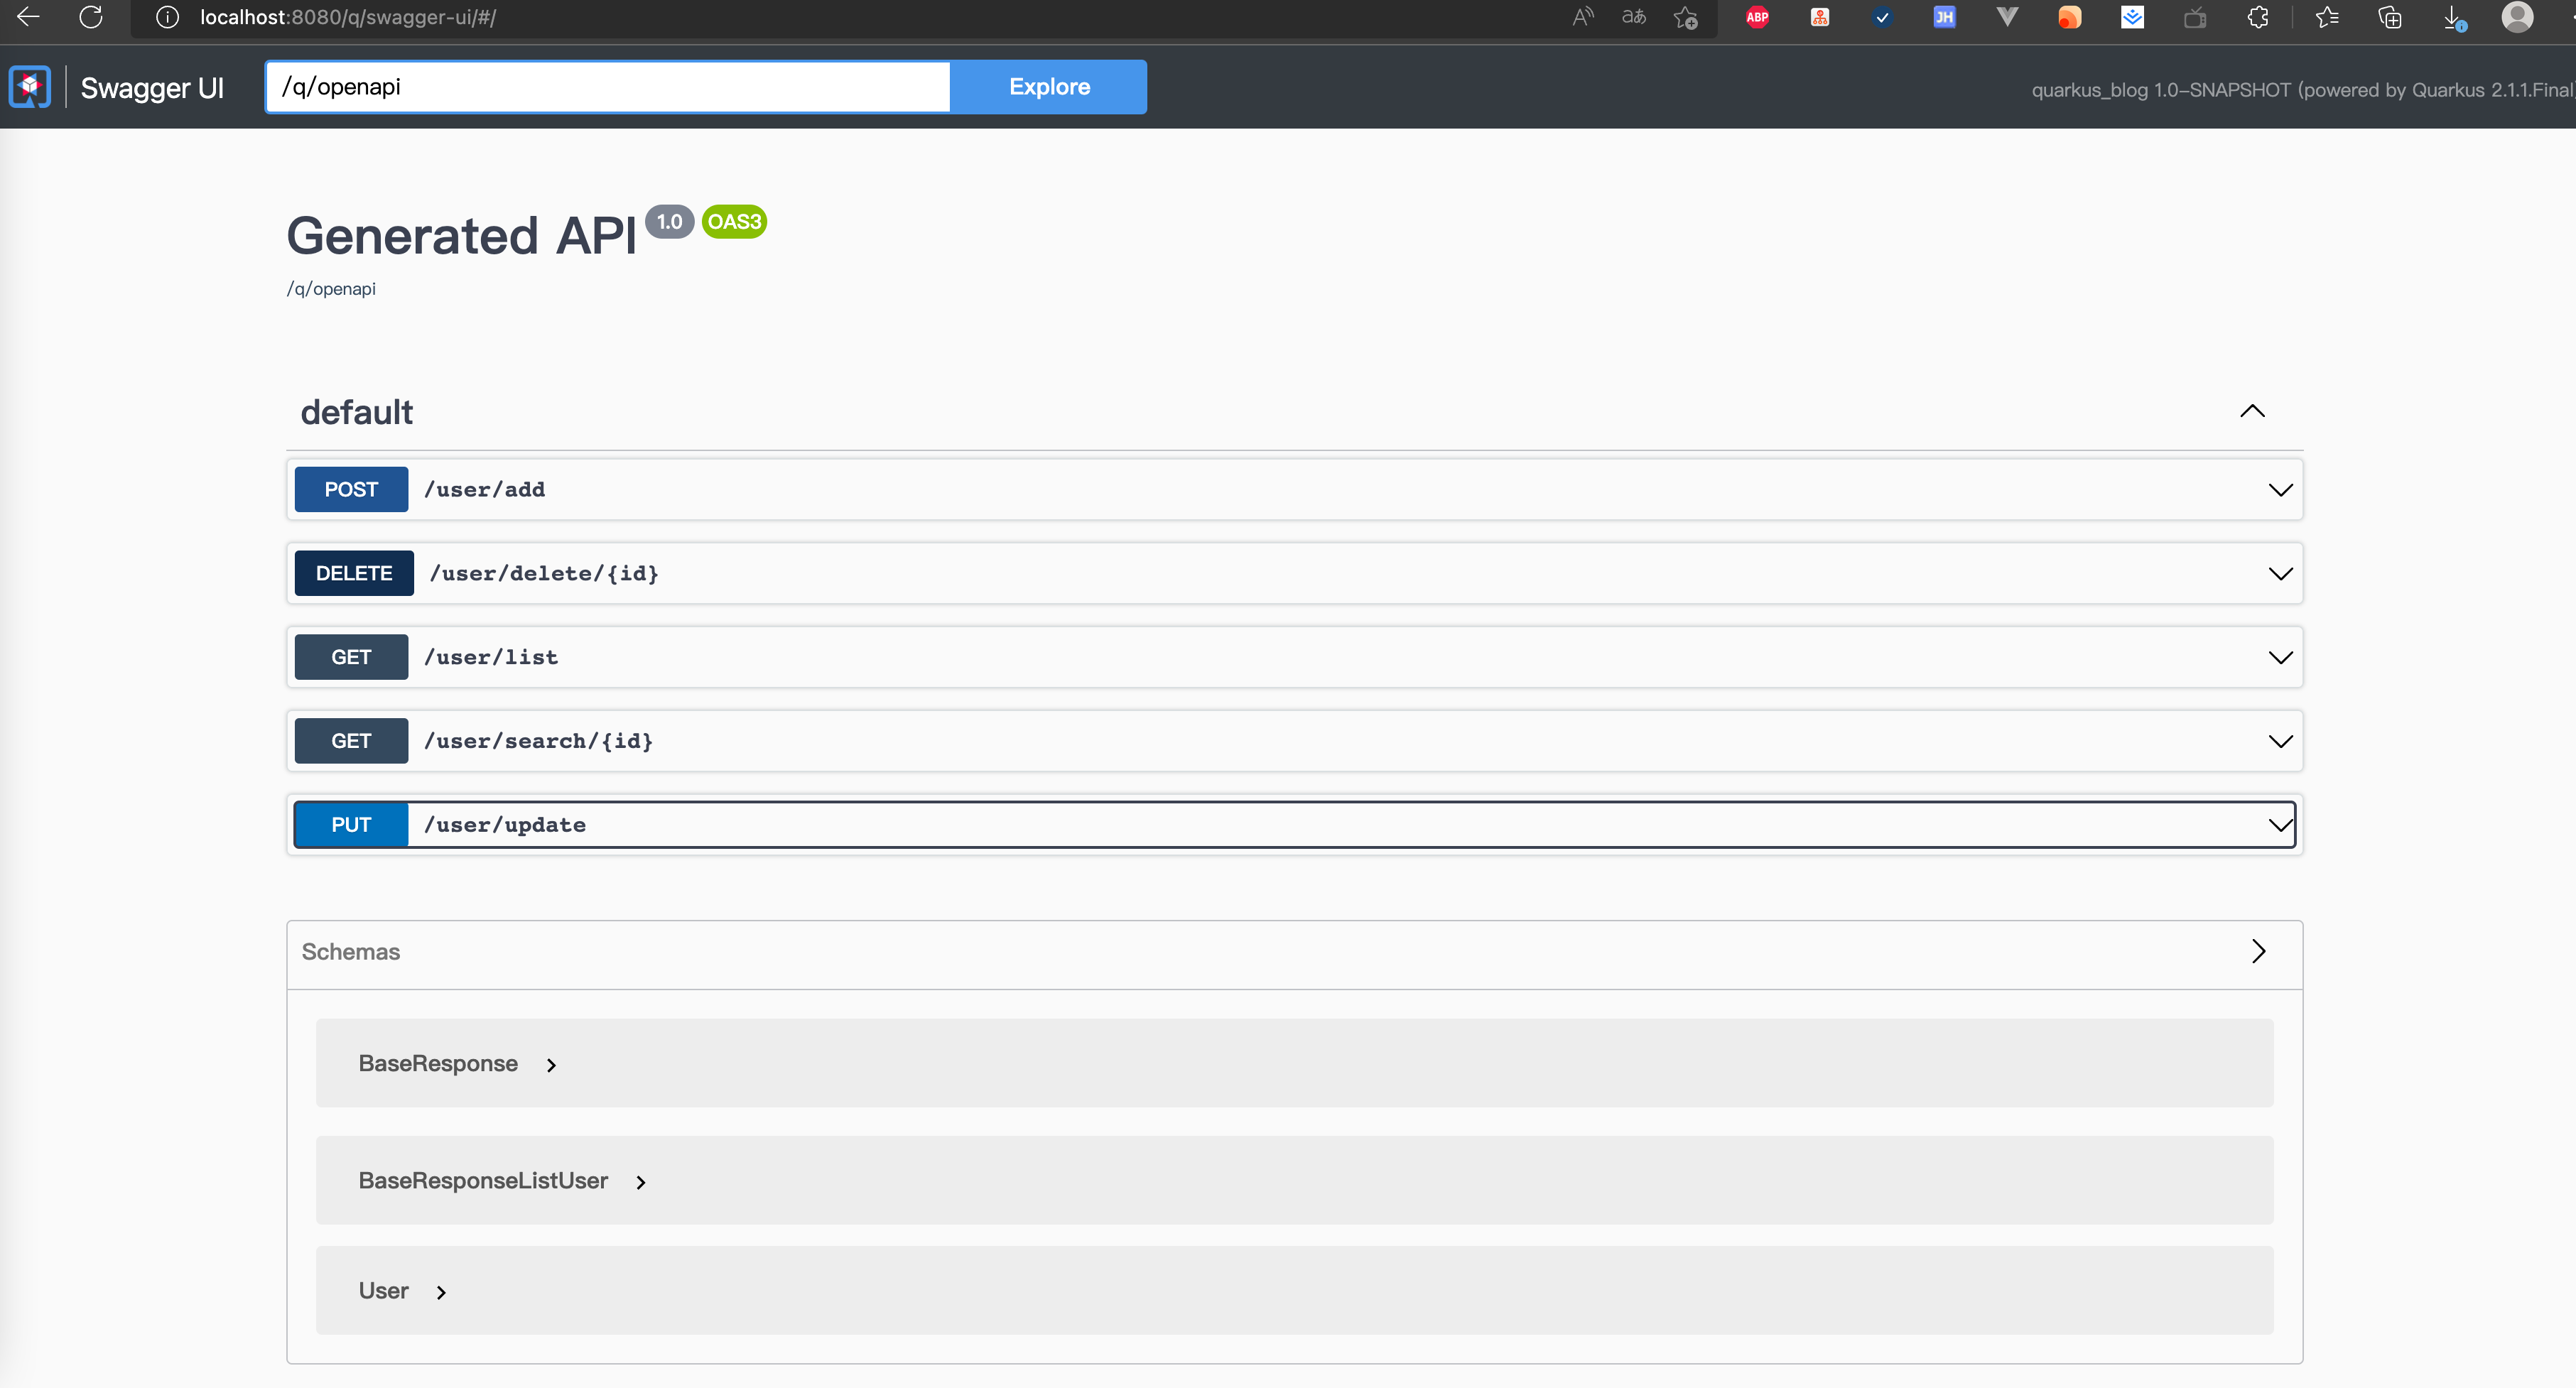 localhost:8080/q/swagger-ui/#/
A
aあ
ABP
JH
Swagger UI
/q/openapi
Explore
quarkus_blog 1.0-SNAPSHOT (powered by Quarkus 2.1.1.Final
Generated API 1.0 OAS3
/q/openapi
default
POST /user/add
DELETE /user/delete/{id}
GET /user/list
GET /user/search/{id}
PUT /user/update
Schemas
BaseResponse
BaseResponseListUser
User